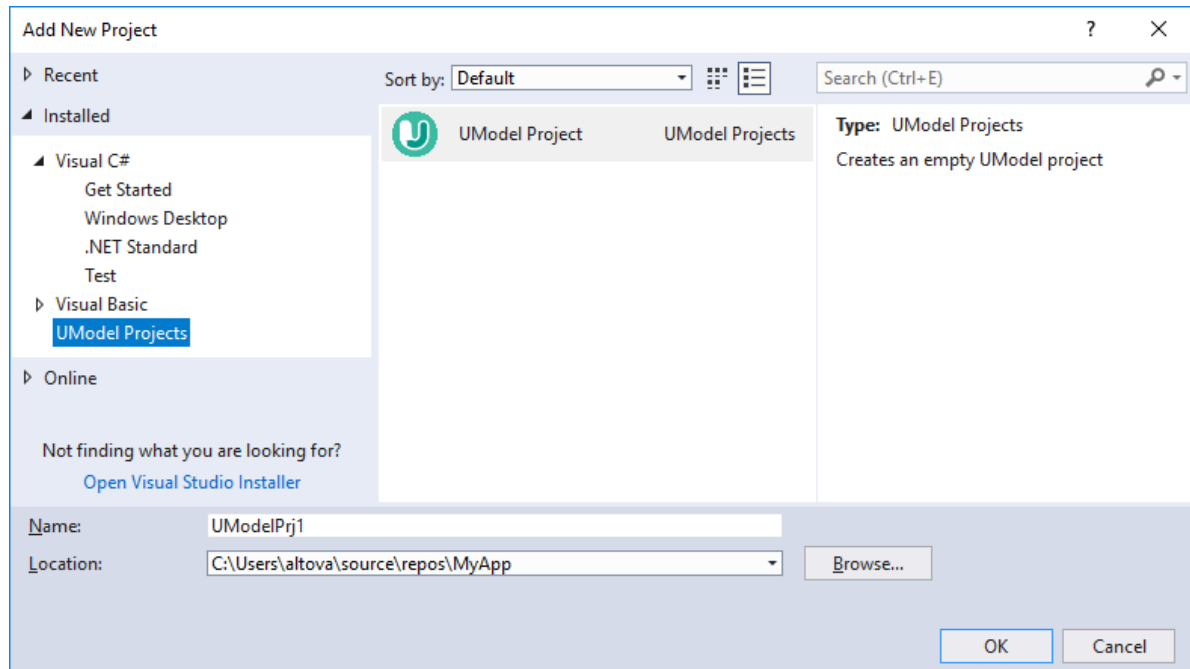 Add New Project
?
Recent
Installed
Visual C#
Get Started
Windows Desktop
.NET Standard
Test
Visual Basic
UModel Projects
Online
Not finding what you are looking for?
Open Visual Studio Installer
Sort by: Default
UModel Project UModel Projects
Search (Ctrl+E)
Type: UModel Projects
Creates an empty UModel project
Name: UModelPrj1
Location: C:\Users\altova\source\repos\MyApp Browse...
OK Cancel